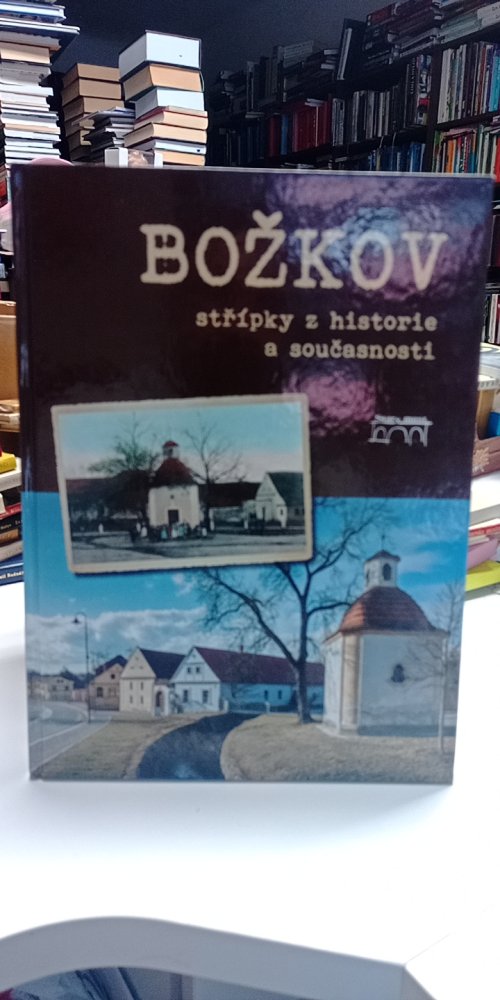 BOŽKOV
střípky z historie
a současnosti